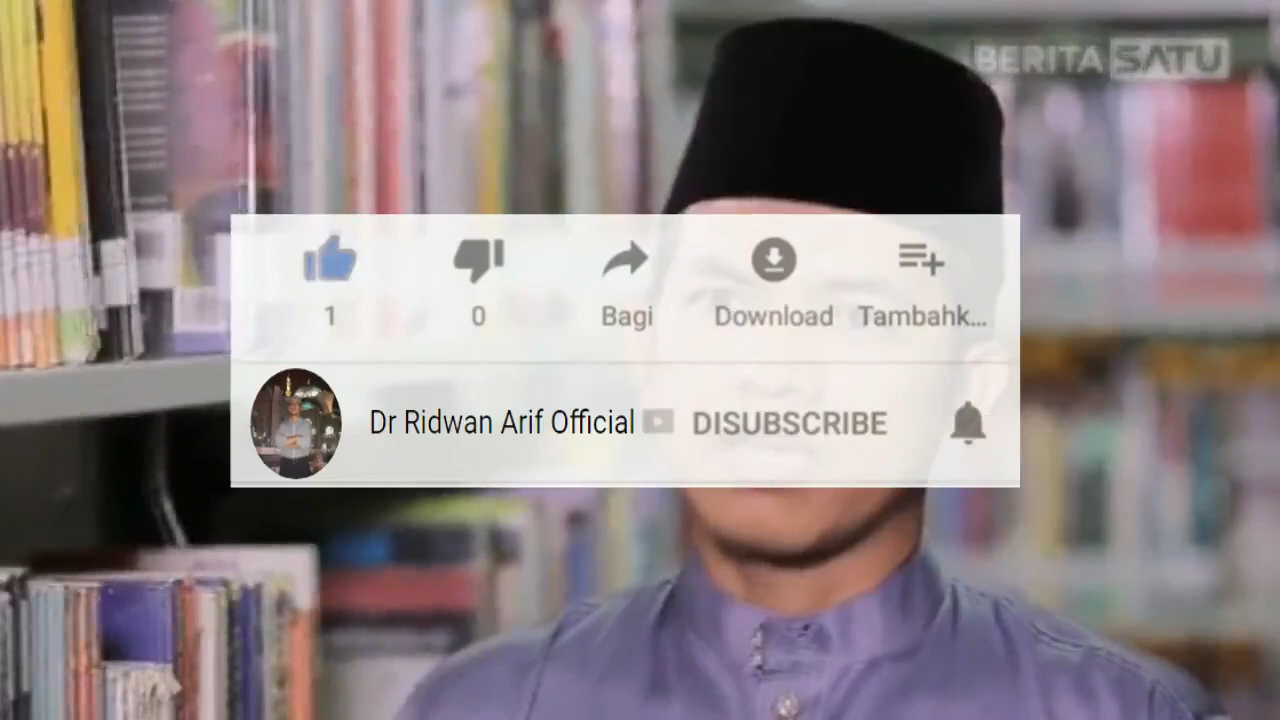 BERITA SATU
1 0 Bagi Download Tambahk...
Dr Ridwan Arif Official DISUBSCRIBE